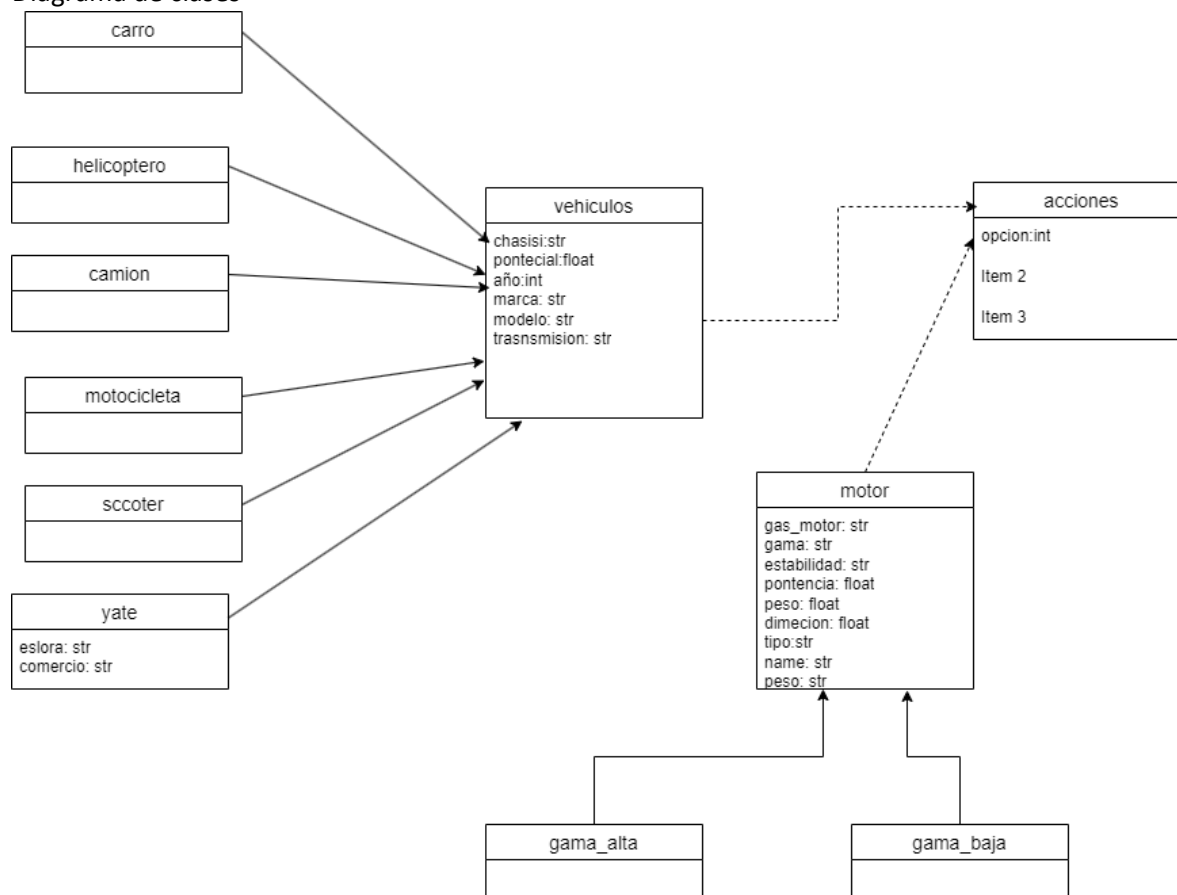 Diagrama de clases
carro
helicoptero
camion
motocicleta
sccoter
yate
eslora: str
comercio: str
vehiculos
chasisi:str
pontecial:float
año:int
marca: str
modelo: str
trasnsmision: str
acciones
opcion:int
Item 2
Item 3
motor
gas_motor: str
gama: str
estabilidad: str
pontencia: float
peso: float
dimecion: float
tipo:str
name: str
peso: str
gama_alta
gama_baja